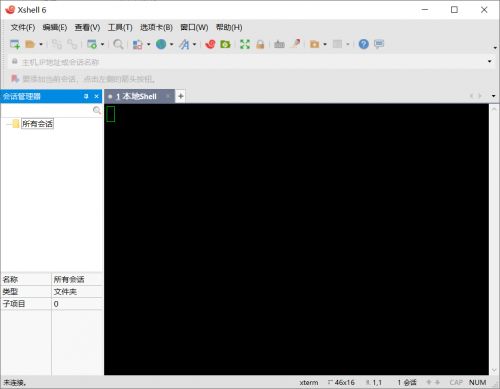 Xshell 6
文件(F) 编辑(E) 查看(V) 工具(T) 选项卡(B) 窗口(W) 帮助(H)
主机,IP地址或会话名称
要添加当前会话，点击左侧的箭头按钮。
会话管理器
1 本地Shell
所有会话
名称 所有会话
类型 文件夹
子项目 0
未连接。 xterm 46x16 1,1 1 会话 CAP NUM